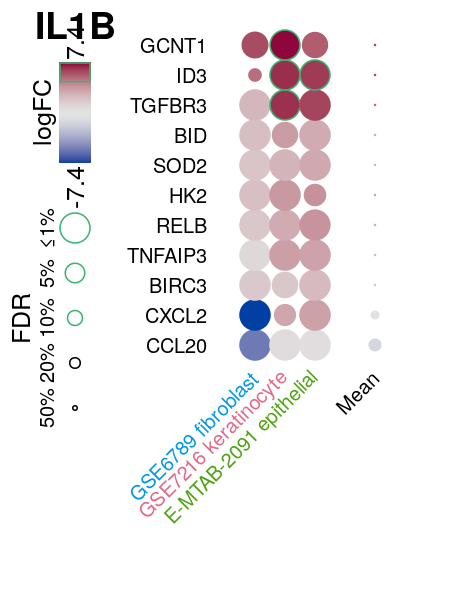 IL1B
7.4
logFC
-7.4
FDR
≤1%
5%
10%
20%
50%
GCNT1
ID3
TGFBR3
BID
SOD2
HK2
RELB
TNFAIP3
BIRC3
CXCL2
CCL20
GSE6789 fibroblast
GSE7216 keratinocyte
E-MTAB-2091 epithelial
Mean